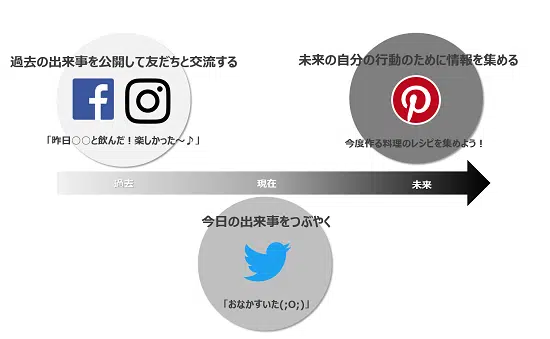 過去の出来事を公開して友だちと交流する
「昨日○○と飲んだ！楽しかった～♪」
未来の自分の行動のために情報を集める
今度作る料理のレシピを集めよう！
過去
現在
未来
今日の出来事をつぶやく
「おなかすいた(;O;)」